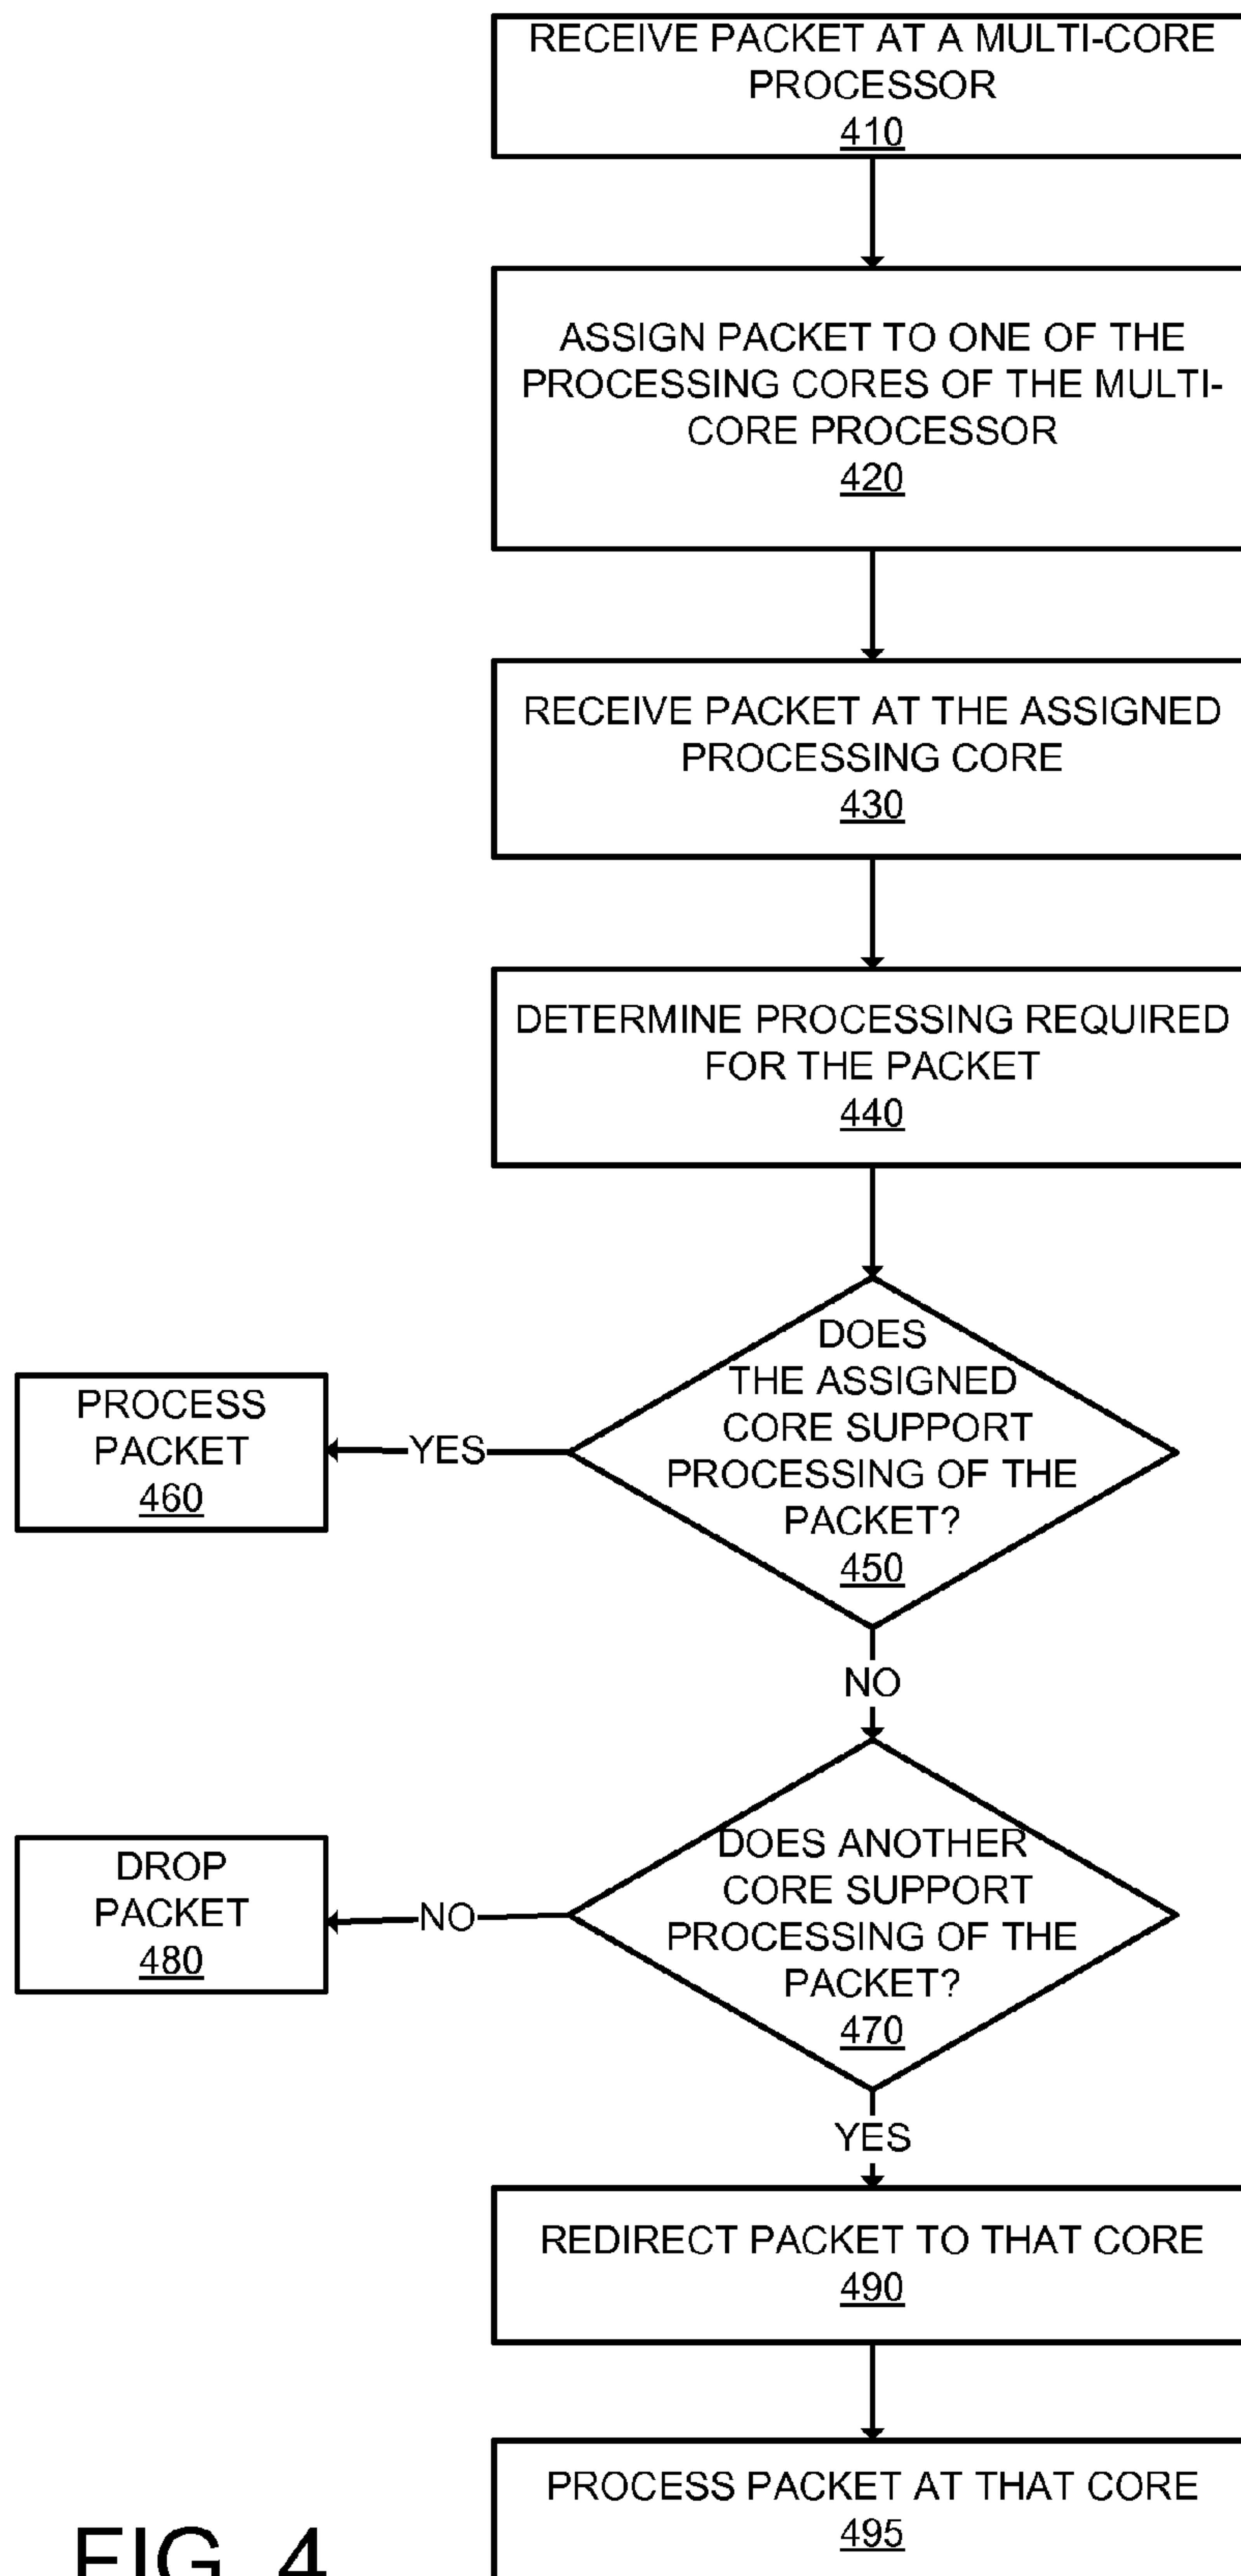 RECEIVE PACKET AT A MULTI-CORE
PROCESSOR
410
ASSIGN PACKET TO ONE OF THE
PROCESSING CORES OF THE MULTI-
CORE PROCESSOR
420
RECEIVE PACKET AT THE ASSIGNED
PROCESSING CORE
430
DETERMINE PROCESSING REQUIRED
FOR THE PACKET
440
DOES
THE ASSIGNED
CORE SUPPORT
PROCESSING OF THE
PACKET?
450
YES
PROCESS
PACKET
460
NO
DOES ANOTHER
CORE SUPPORT
PROCESSING OF THE
PACKET?
470
NO
DROP
PACKET
480
YES
REDIRECT PACKET TO THAT CORE
490
PROCESS PACKET AT THAT CORE
495
FIG. 4